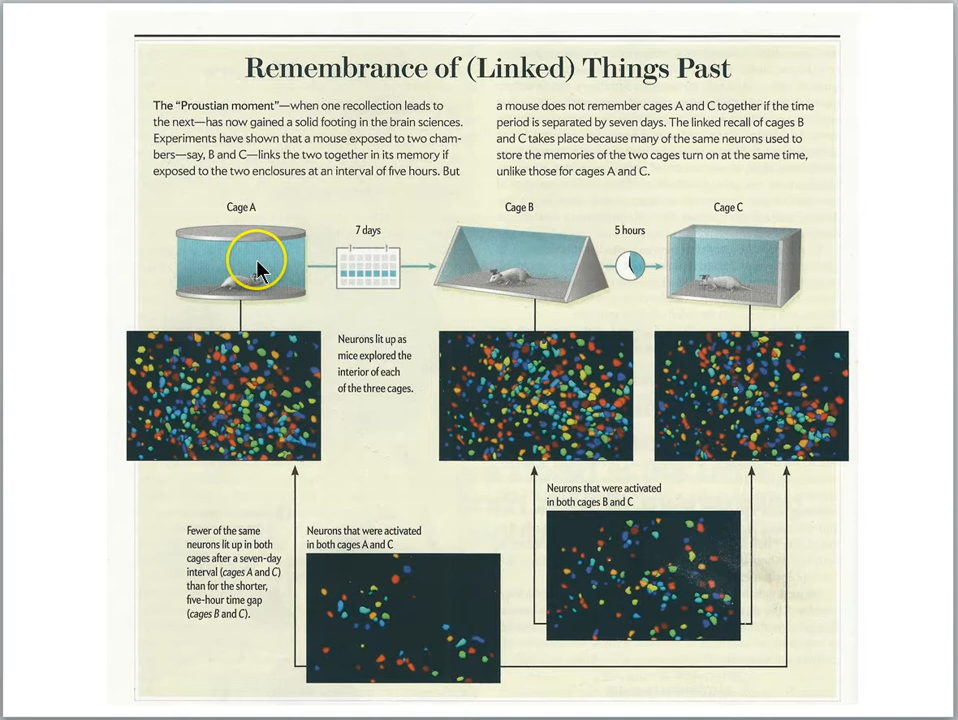 Remembrance of (Linked) Things Past
The “Proustian moment”—when one recollection leads to
the next—has now gained a solid footing in the brain sciences.
Experiments have shown that a mouse exposed to two cham-
bers—say, B and C—links the two together in its memory if
exposed to the two enclosures at an interval of five hours. But
a mouse does not remember cages A and C together if the time
period is separated by seven days. The linked recall of cages B
and C takes place because many of the same neurons used to
store the memories of the two cages turn on at the same time,
unlike those for cages A and C.
Cage A
7 days
Cage B
5 hours
Cage C
Neurons lit up as
mice explored the
interior of each
of the three cages.
Neurons that were activated
in both cages B and C
Fewer of the same
neurons lit up in both
cages after a seven-day
interval (cages A and C)
than for the shorter,
five-hour time gap
(cages B and C).
Neurons that were activated
in both cages A and C